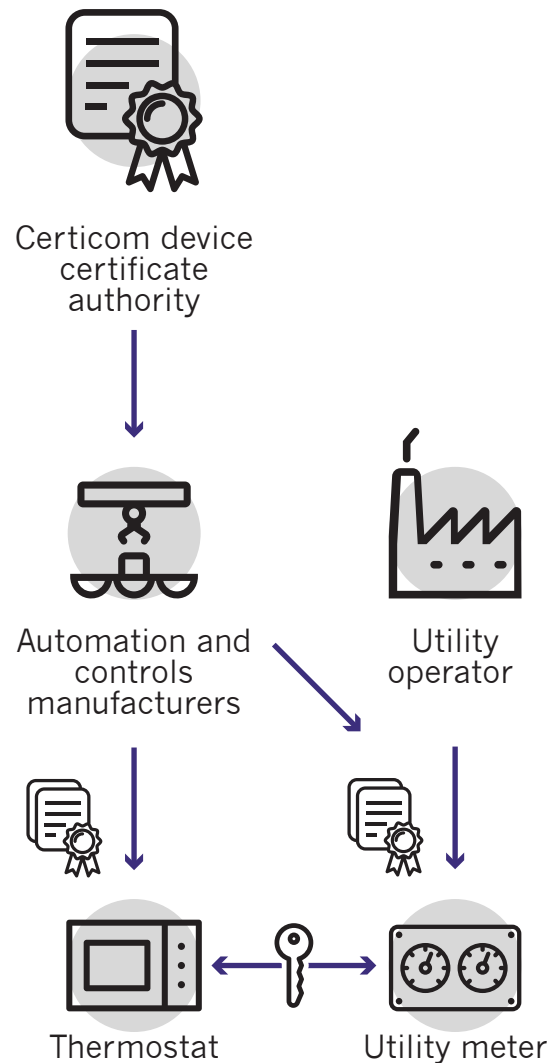 Certicom device
certificate
authority
Automation and
controls
manufacturers
Utility
operator
Thermostat
Utility meter